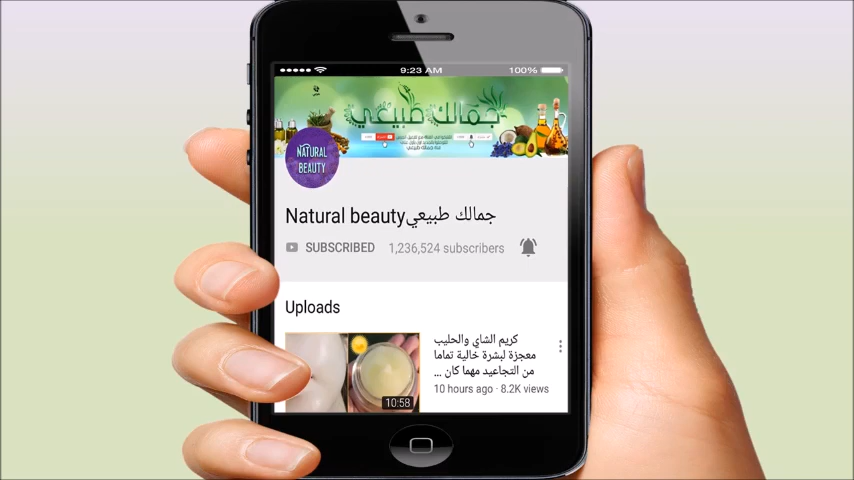 9:23 AM
100%
جمالك طبيعي
NATURAL
BEAUTY
Natural beautyجمالك طبيعي
SUBSCRIBED 1,236,524 subscribers
Uploads
كريم الشاي والحليب
معجزة لبشرة خالية تماما
من التجاعيد مهما كان ...
10 hours ago · 8.2K views
10:58